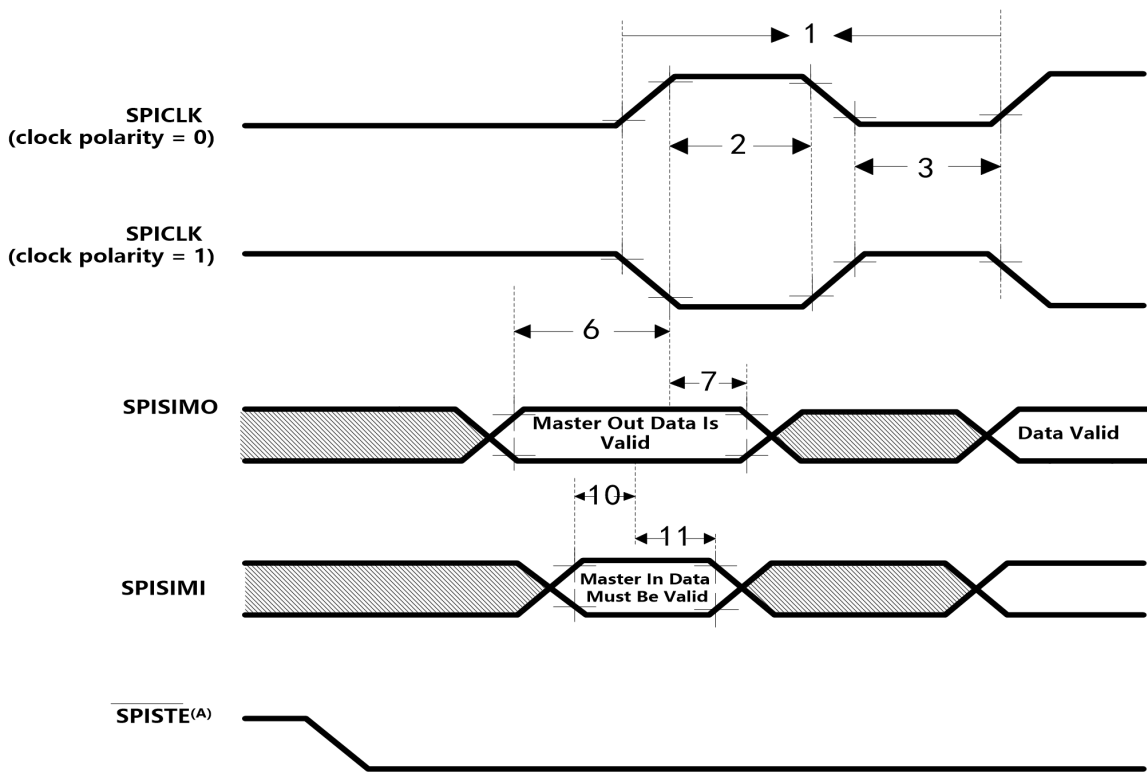 1
SPICLK
(clock polarity = 0)
2
3
SPICLK
(clock polarity = 1)
6
7
SPISIMO
Master Out Data Is
Valid
Data Valid
10
11
SPISIMI
Master In Data
Must Be Valid
SPISTE(A)